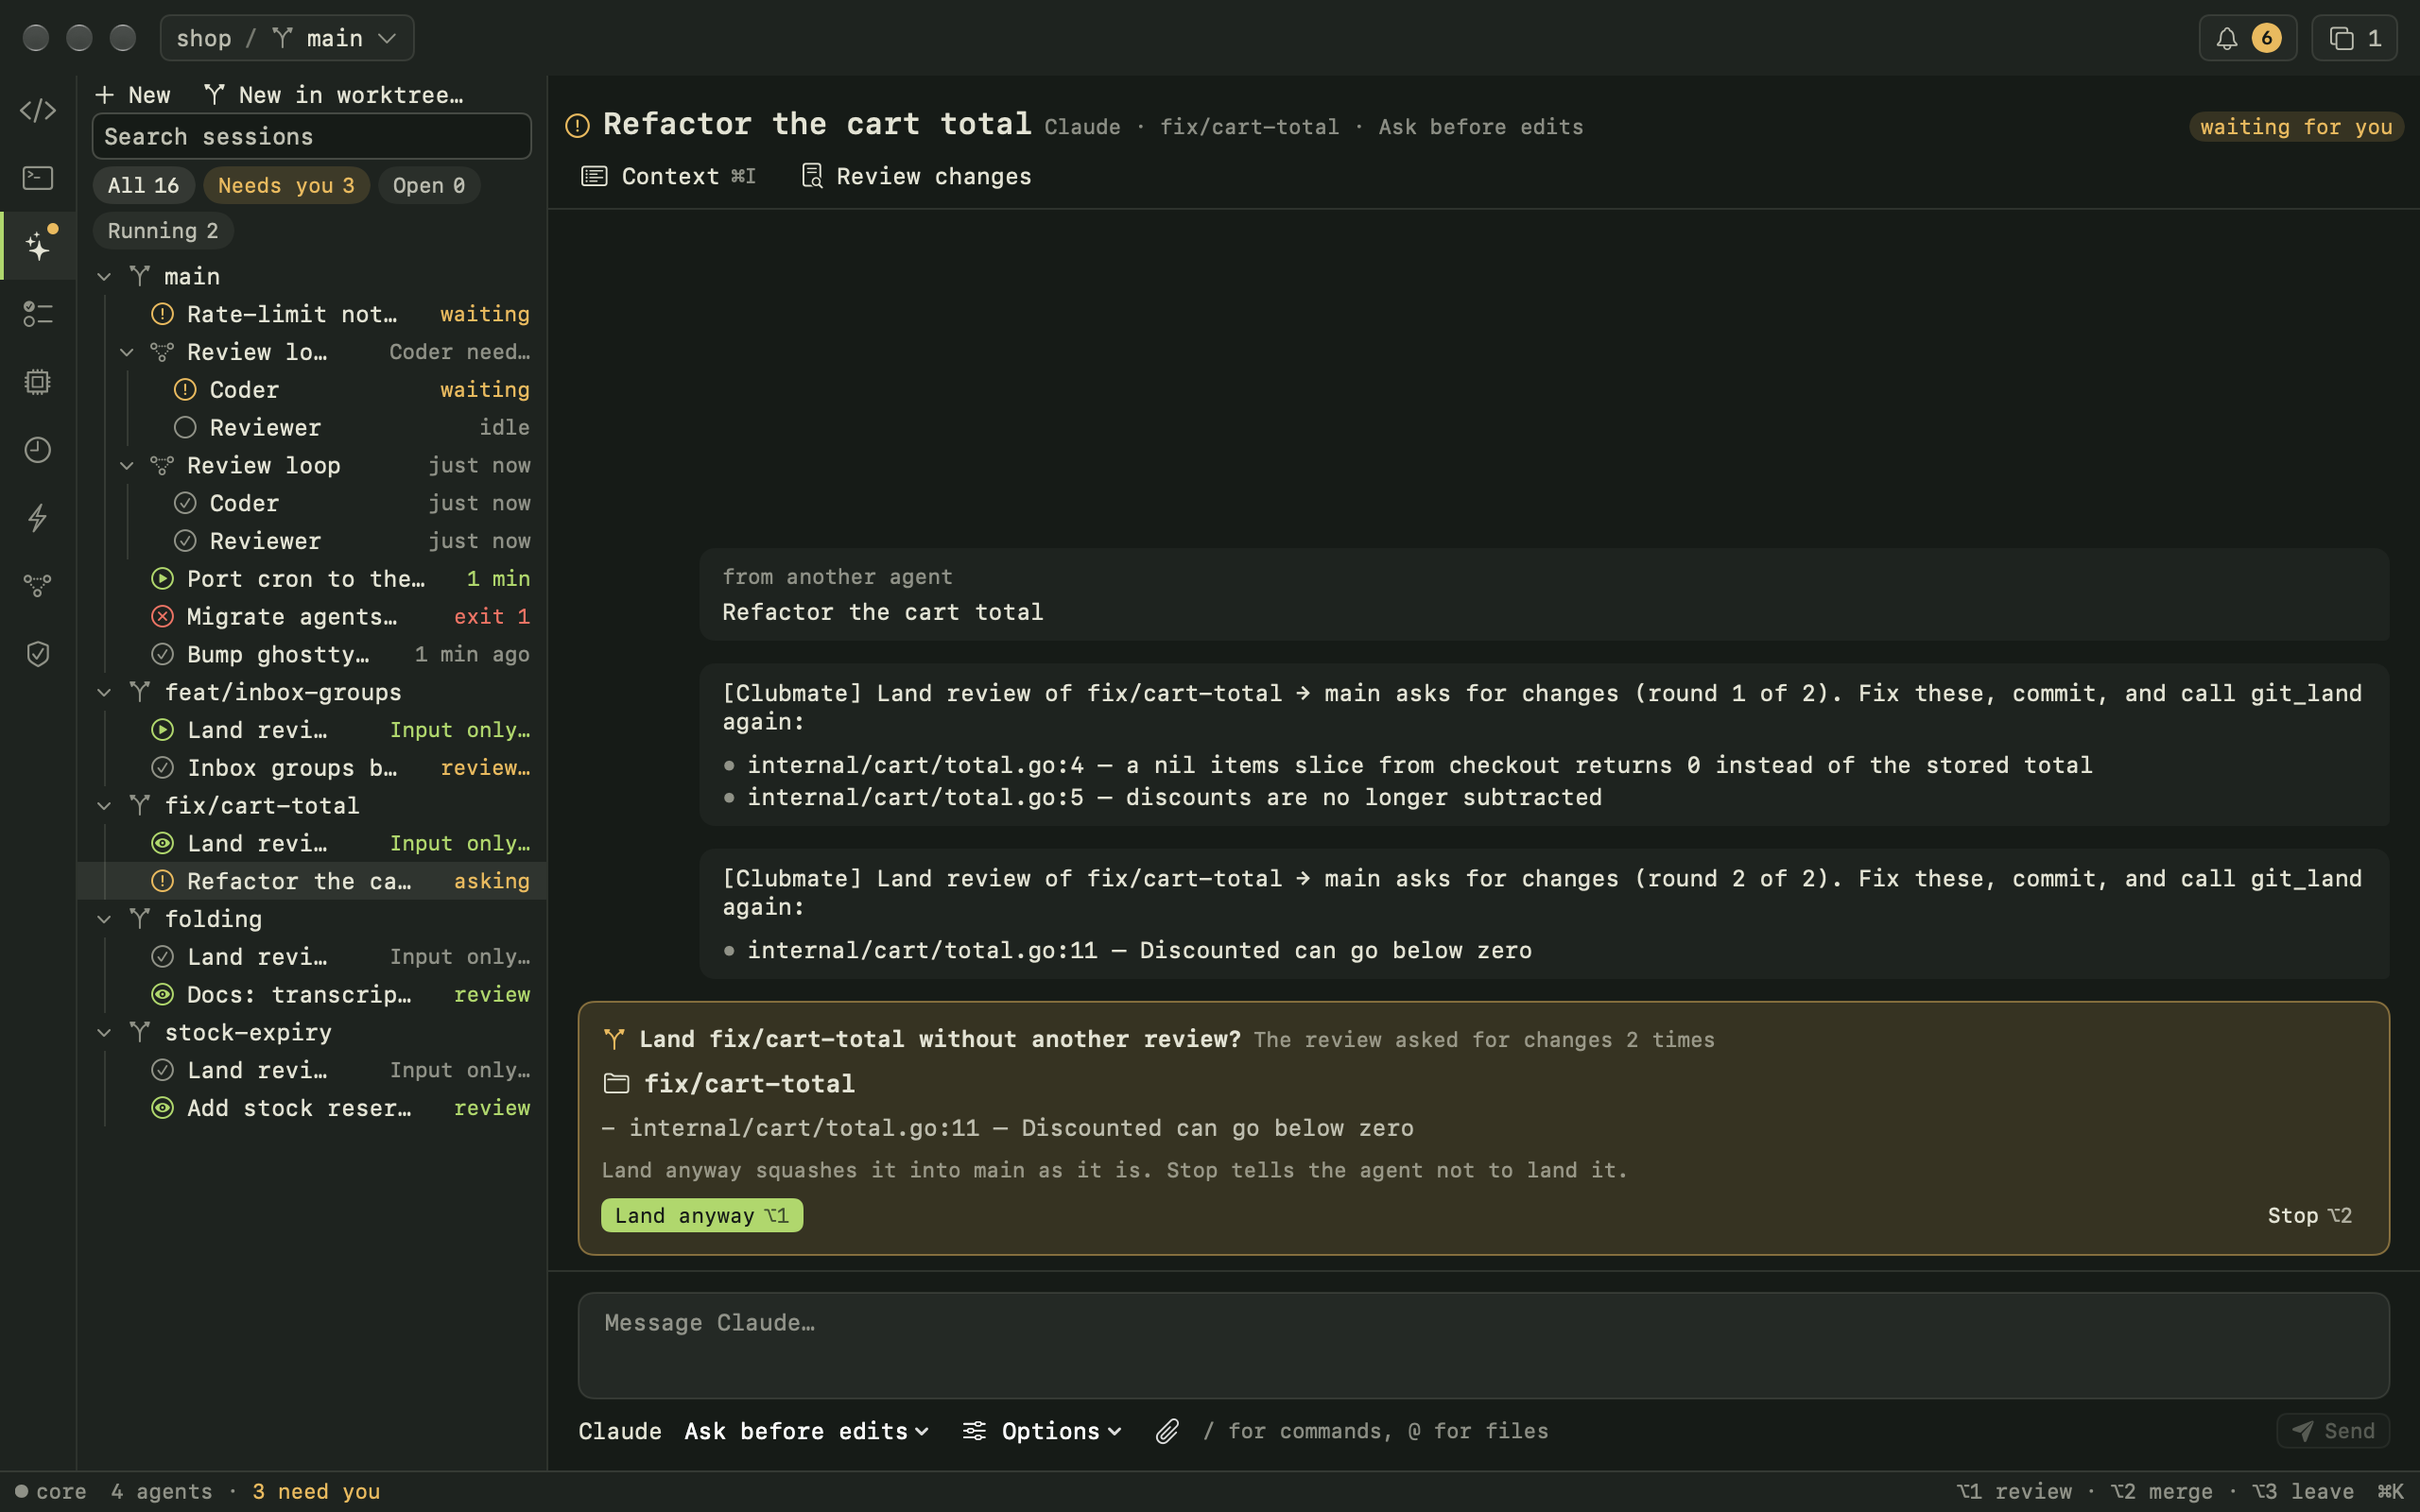 shop / main
6
1
+ New New in worktree…
Search sessions
All 16 Needs you 3 Open 0
Running 2
main
Rate-limit not… waiting
Review lo… Coder need…
Coder waiting
Reviewer idle
Review loop just now
Coder just now
Reviewer just now
Port cron to the… 1 min
Migrate agents… exit 1
Bump ghostty… 1 min ago
feat/inbox-groups
Land revi… Input only…
Inbox groups b… review…
fix/cart-total
Land revi… Input only…
Refactor the ca… asking
folding
Land revi… Input only…
Docs: transcrip… review
stock-expiry
Land revi… Input only…
Add stock reser… review
Refactor the cart total Claude · fix/cart-total · Ask before edits
waiting for you
Context ⌘I Review changes
from another agent
Refactor the cart total
[Clubmate] Land review of fix/cart-total → main asks for changes (round 1 of 2). Fix these, commit, and call git_land
again:
• internal/cart/total.go:4 — a nil items slice from checkout returns 0 instead of the stored total
• internal/cart/total.go:5 — discounts are no longer subtracted
[Clubmate] Land review of fix/cart-total → main asks for changes (round 2 of 2). Fix these, commit, and call git_land
again:
• internal/cart/total.go:11 — Discounted can go below zero
Land fix/cart-total without another review? The review asked for changes 2 times
fix/cart-total
– internal/cart/total.go:11 — Discounted can go below zero
Land anyway squashes it into main as it is. Stop tells the agent not to land it.
Land anyway ⌥1
Stop ⌥2
Message Claude…
Claude Ask before edits Options / for commands, @ for files
Send
core 4 agents · 3 need you
⌥1 review · ⌥2 merge · ⌥3 leave ⌘K